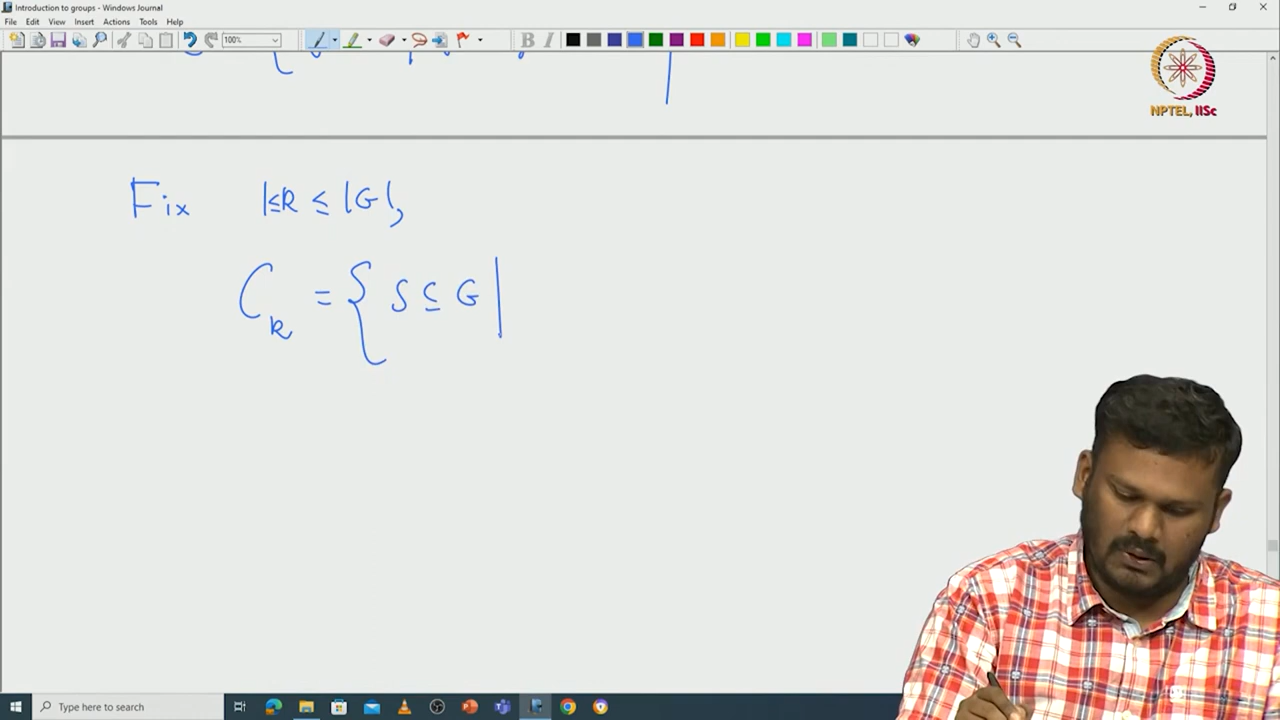 Introduction to groups - Windows Journal
File Edit View Insert Actions Tools Help
100%
B I
NPTEL, IISc
Fix 1≤k ≤ |G|,
C_k = { S ⊆ G |
Type here to search